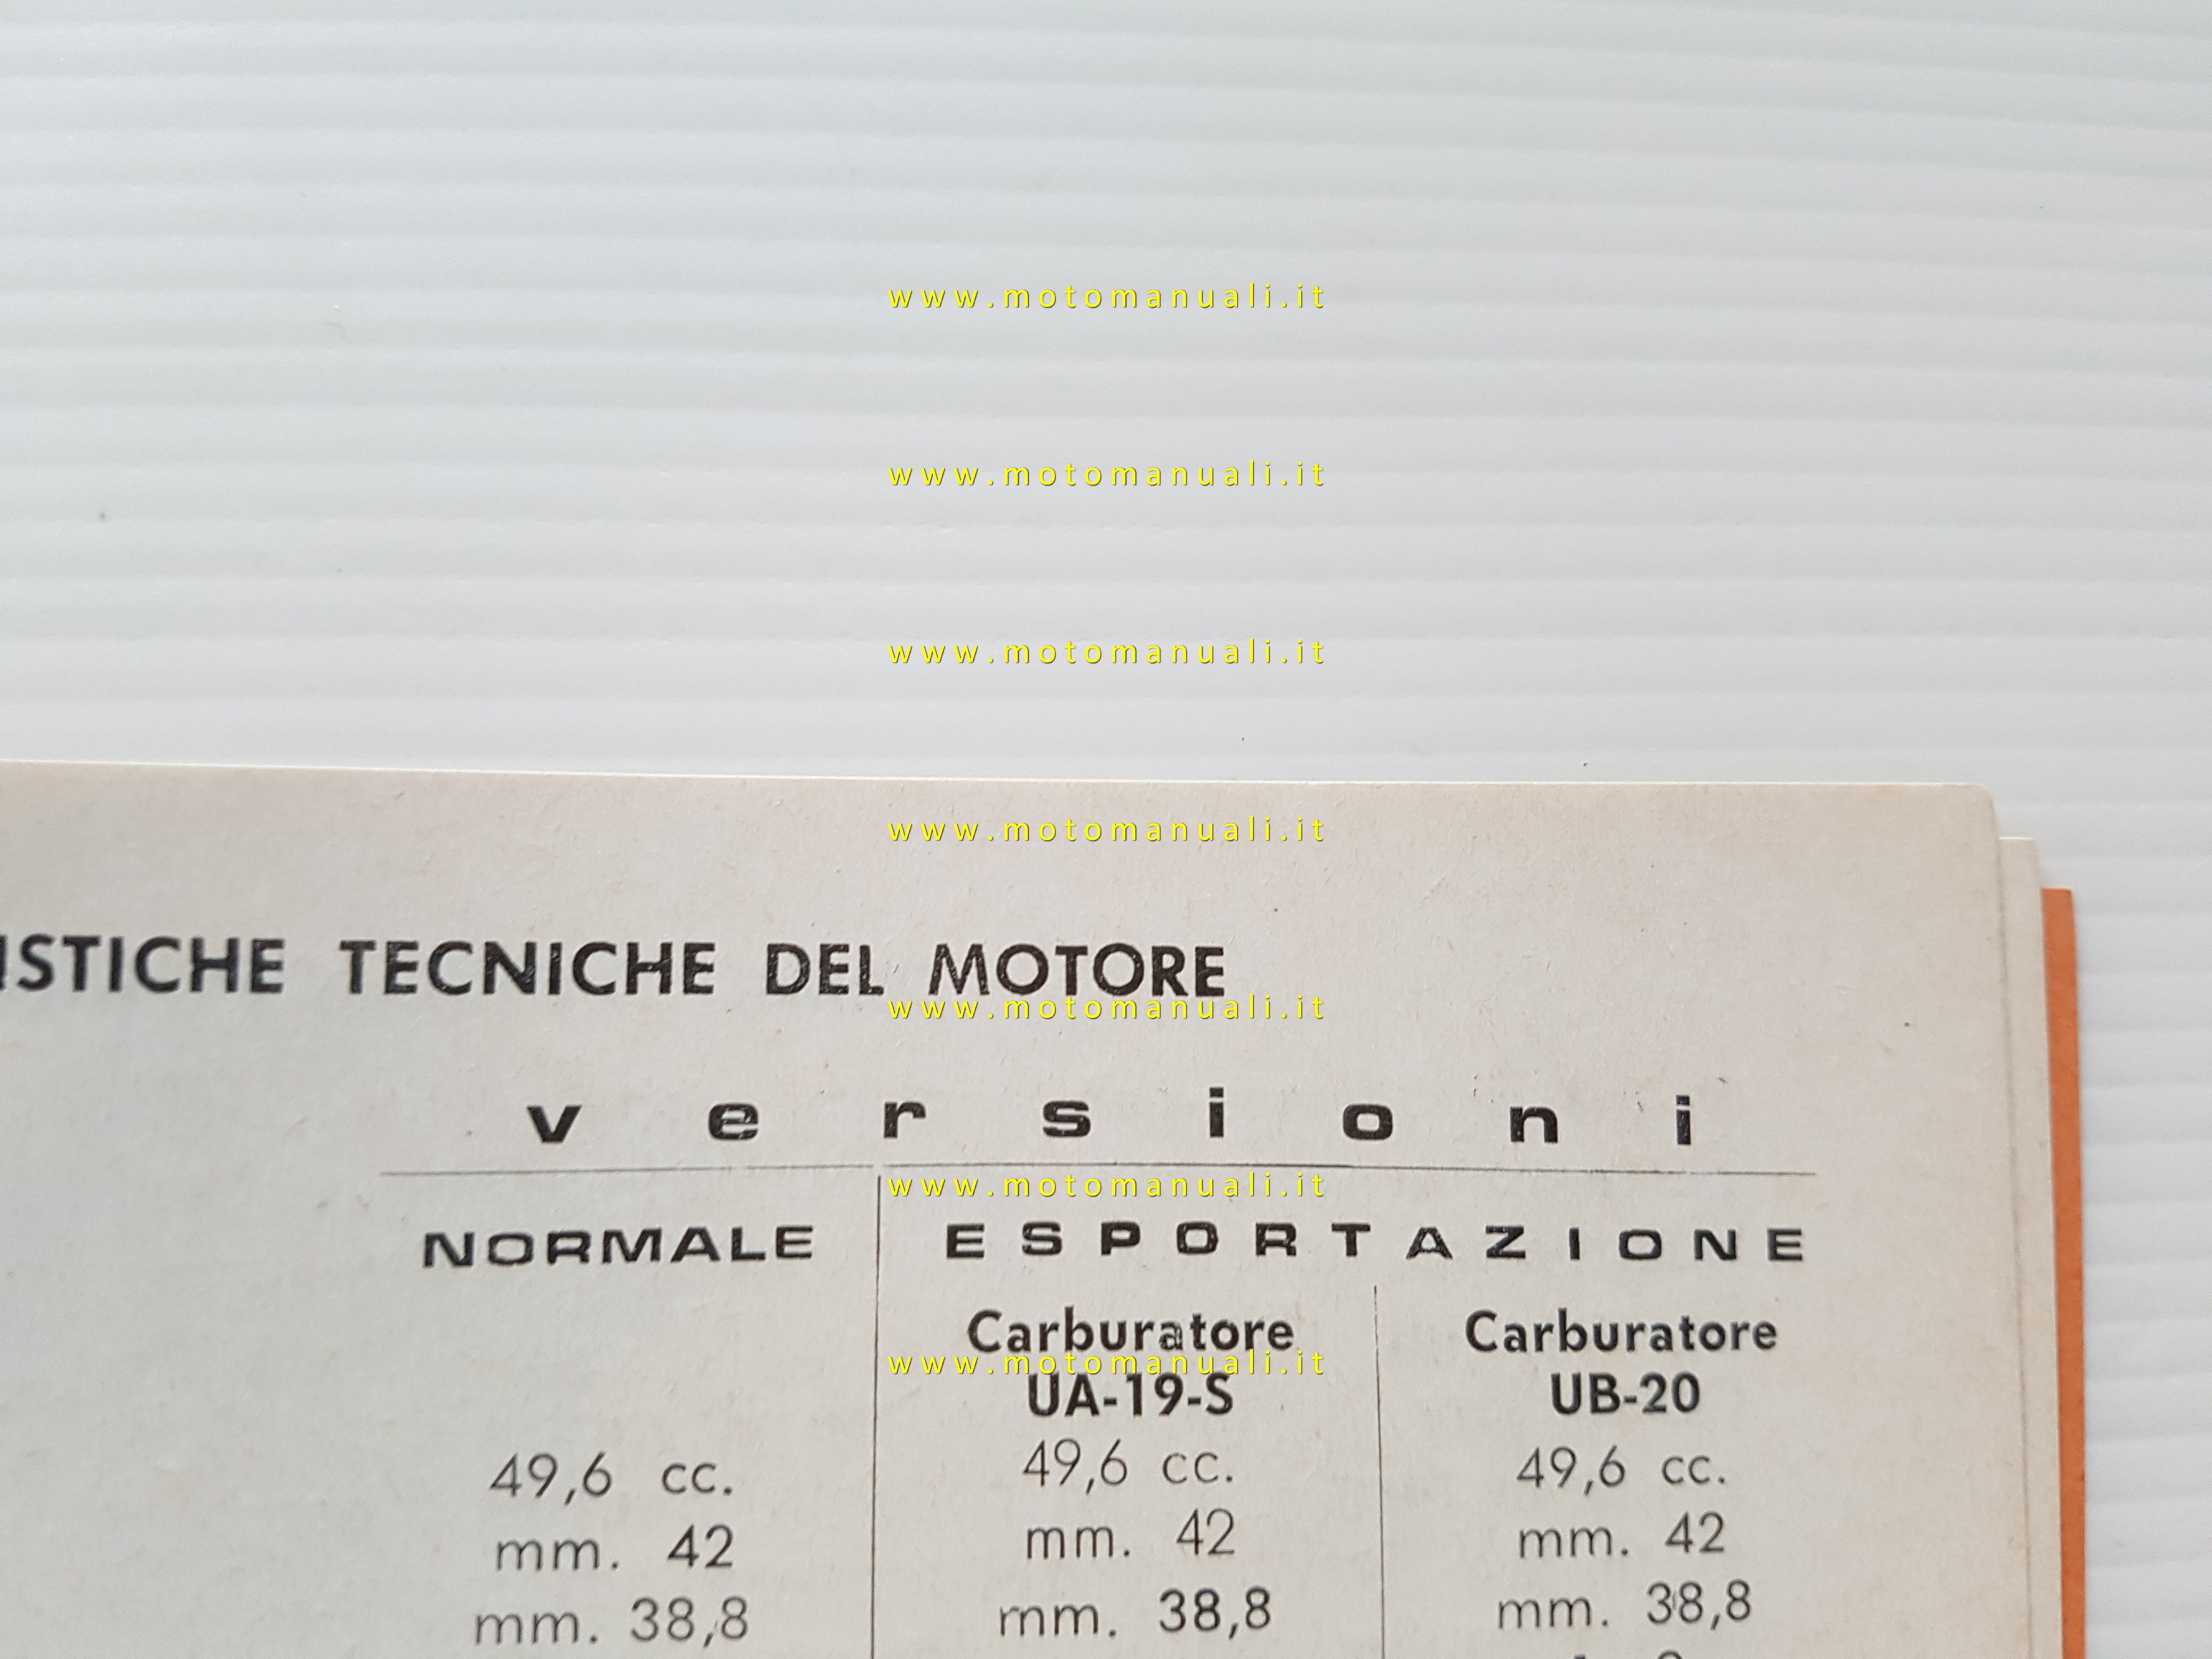 www.motomanuali.it
www.motomanuali.it
www.motomanuali.it
www.motomanuali.it
ISTICHE TECNICHE DEL MOTORE
www.motomanuali.it
versioni
www.motomanuali.it
NORMALE ESPORTAZIONE
Carburatore Carburatore
www.motomanuali.it
UA-19-S UB-20
49,6 cc. 49,6 cc. 49,6 cc.
mm. 42 mm. 42 mm. 42
mm. 38,8 mm. 38,8 mm. 38,8